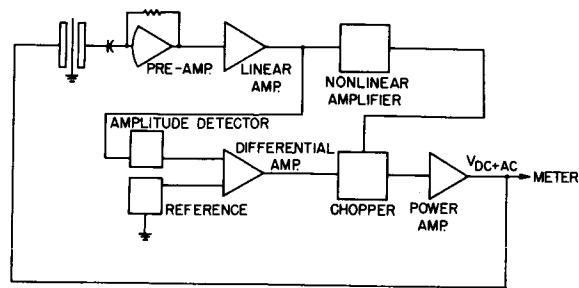 PRE-AMP.
LINEAR
AMP.
NONLINEAR
AMPLIFIER
AMPLITUDE DETECTOR
DIFFERENTIAL
AMP.
REFERENCE
CHOPPER
POWER
AMP.
VDC+AC
METER